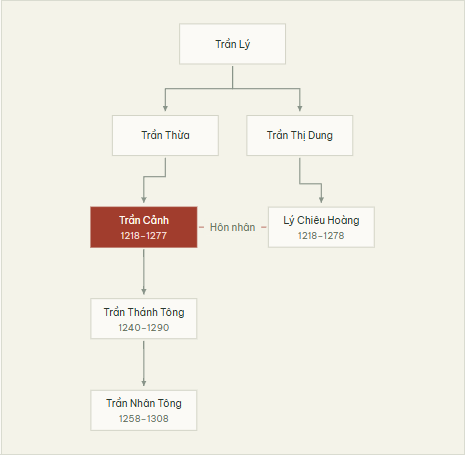 Trần Lý
Trần Thừa
Trần Thị Dung
Trần Cảnh
1218–1277
Hôn nhân
Lý Chiêu Hoàng
1218–1278
Trần Thánh Tông
1240–1290
Trần Nhân Tông
1258–1308